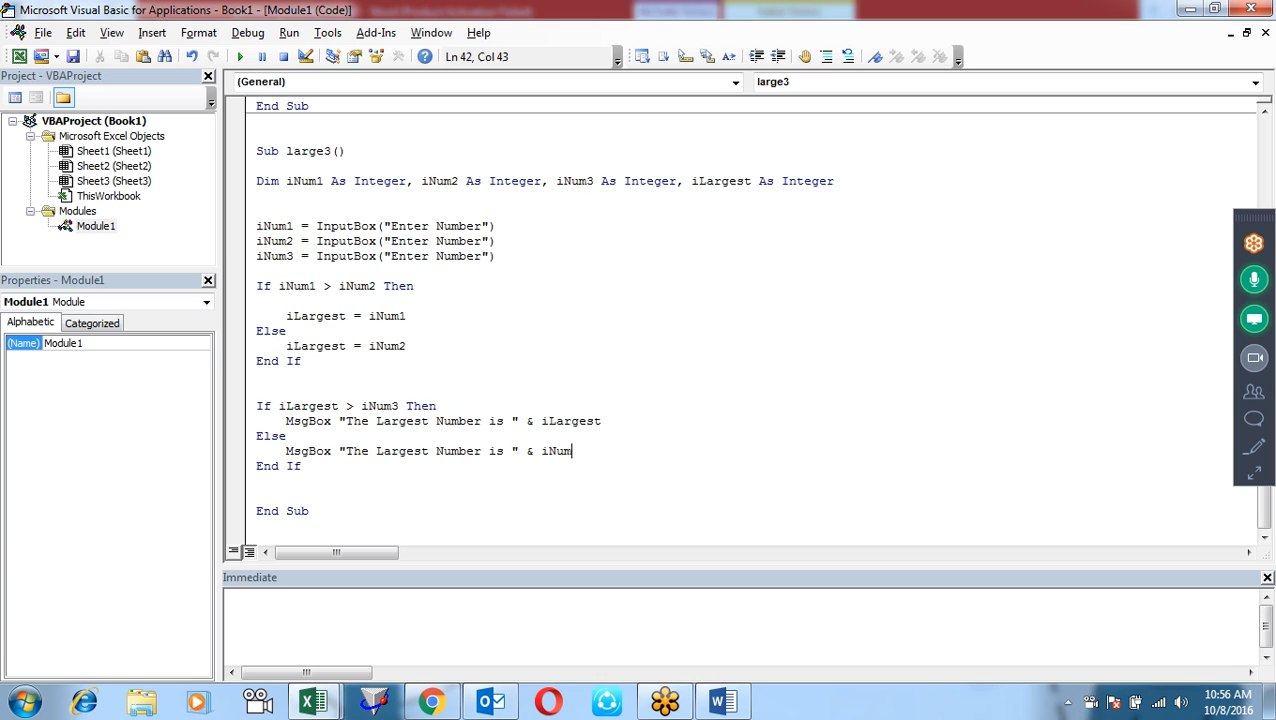 Microsoft Visual Basic for Applications - Book1 - [Module1 (Code)]
File Edit View Insert Format Debug Run Tools Add-Ins Window Help
Ln 42, Col 43
Project - VBAProject
(General)
large3
VBAProject (Book1)
Microsoft Excel Objects
Sheet1 (Sheet1)
Sheet2 (Sheet2)
Sheet3 (Sheet3)
ThisWorkbook
Modules
Module1
Properties - Module1
Module1 Module
Alphabetic Categorized
(Name) Module1
End Sub
Sub large3()
Dim iNum1 As Integer, iNum2 As Integer, iNum3 As Integer, iLargest As Integer
iNum1 = InputBox("Enter Number")
iNum2 = InputBox("Enter Number")
iNum3 = InputBox("Enter Number")
If iNum1 > iNum2 Then
iLargest = iNum1
Else
iLargest = iNum2
End If
If iLargest > iNum3 Then
MsgBox "The Largest Number is " & iLargest
Else
MsgBox "The Largest Number is " & iNum
End If
End Sub
Immediate
10:56 AM
10/8/2016